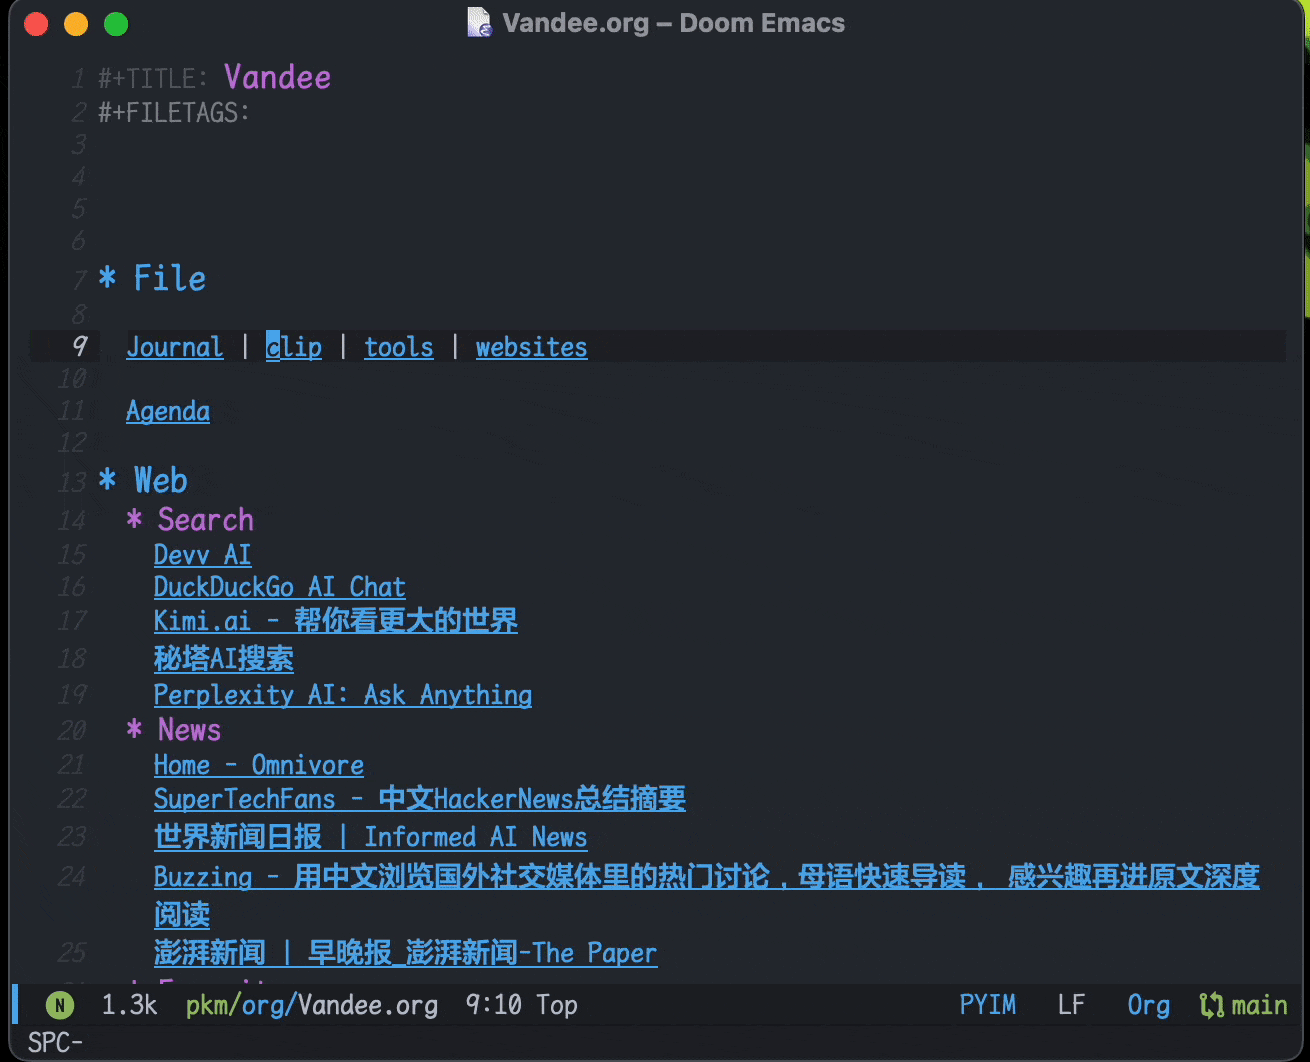 Vandee.org – Doom Emacs
1 #+TITLE: Vandee
2 #+FILETAGS:
3
4
5
6
7 * File
8
9 Journal | clip | tools | websites
10
11 Agenda
12
13 * Web
14 * Search
15 Devv AI
16 DuckDuckGo AI Chat
17 Kimi.ai - 帮你看更大的世界
18 秘塔AI搜索
19 Perplexity AI: Ask Anything
20 * News
21 Home - Omnivore
22 SuperTechFans - 中文HackerNews总结摘要
23 世界新闻日报 | Informed AI News
24 Buzzing - 用中文浏览国外社交媒体里的热门讨论，母语快速导读， 感兴趣再进原文深度
阅读
25 澎湃新闻 | 早晚报_澎湃新闻-The Paper
N 1.3k pkm/org/Vandee.org 9:10 Top PYIM LF Org main
SPC-